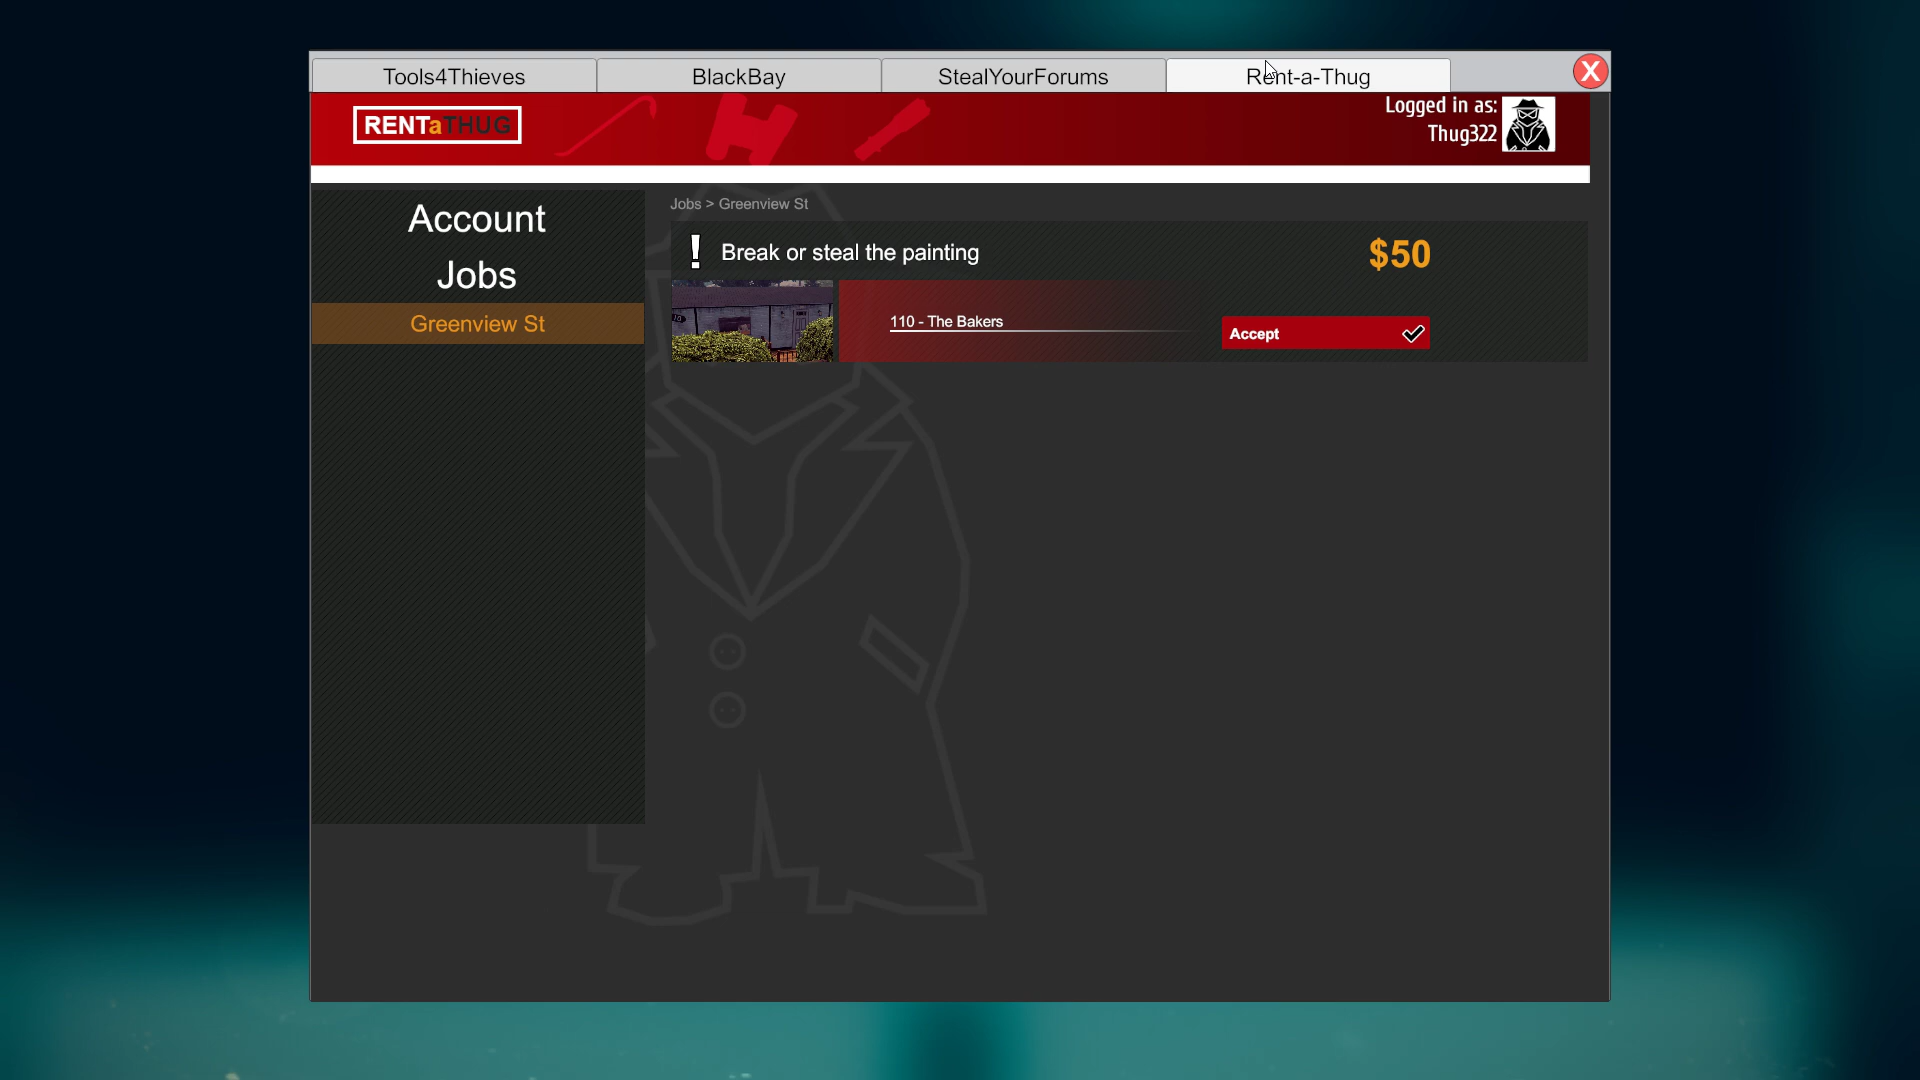 Tools4Thieves
BlackBay
StealYourForums
Rent-a-Thug
X
RENTaTHUG
Logged in as:
Thug322
Account
Jobs
Greenview St
Jobs > Greenview St
! Break or steal the painting
$50
110 - The Bakers
Accept